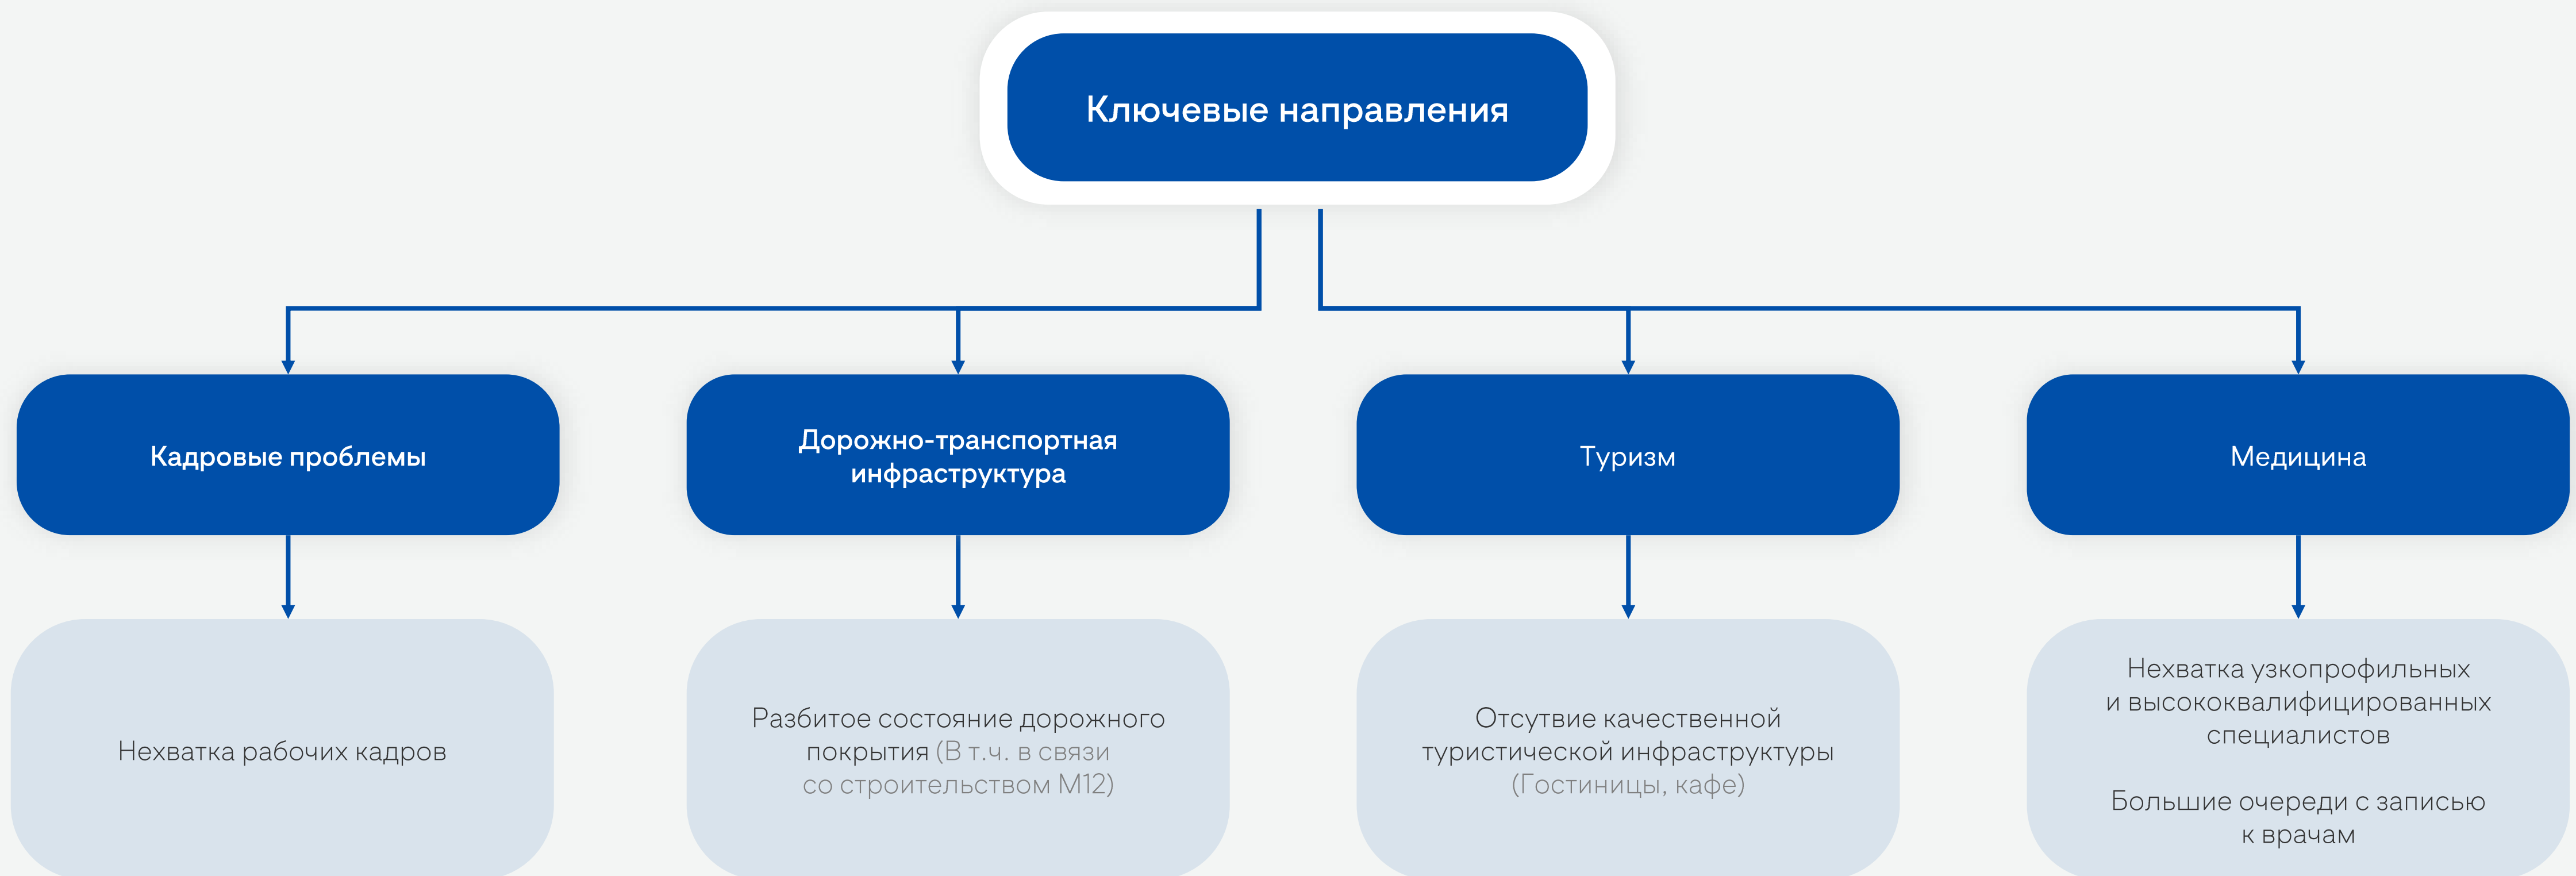 Ключевые направления
Кадровые проблемы
Дорожно-транспортная
инфраструктура
Туризм
Медицина
Нехватка рабочих кадров
Разбитое состояние дорожного
покрытия (В т.ч. в связи
со строительством М12)
Отсутвие качественной
туристической инфраструктуры
(Гостиницы, кафе)
Нехватка узкопрофильных
и высококвалифицированных
специалистов
Большие очереди с записью
к врачам